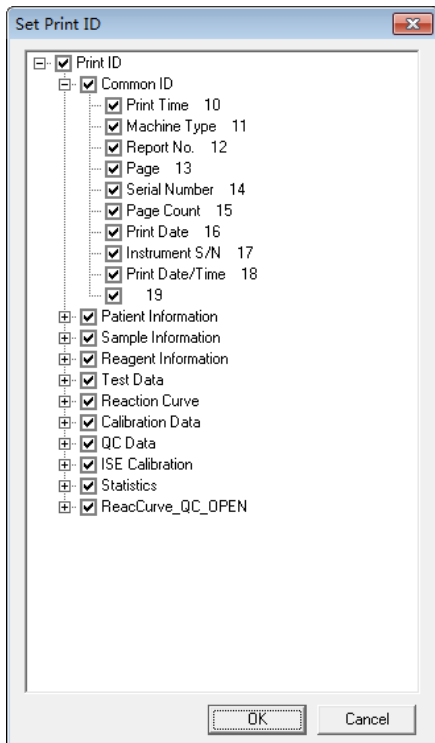 Set Print ID
Print ID
Common ID
Print Time 10
Machine Type 11
Report No. 12
Page 13
Serial Number 14
Page Count 15
Print Date 16
Instrument S/N 17
Print Date/Time 18
19
Patient Information
Sample Information
Reagent Information
Test Data
Reaction Curve
Calibration Data
QC Data
ISE Calibration
Statistics
ReacCurve_QC_OPEN
OK Cancel